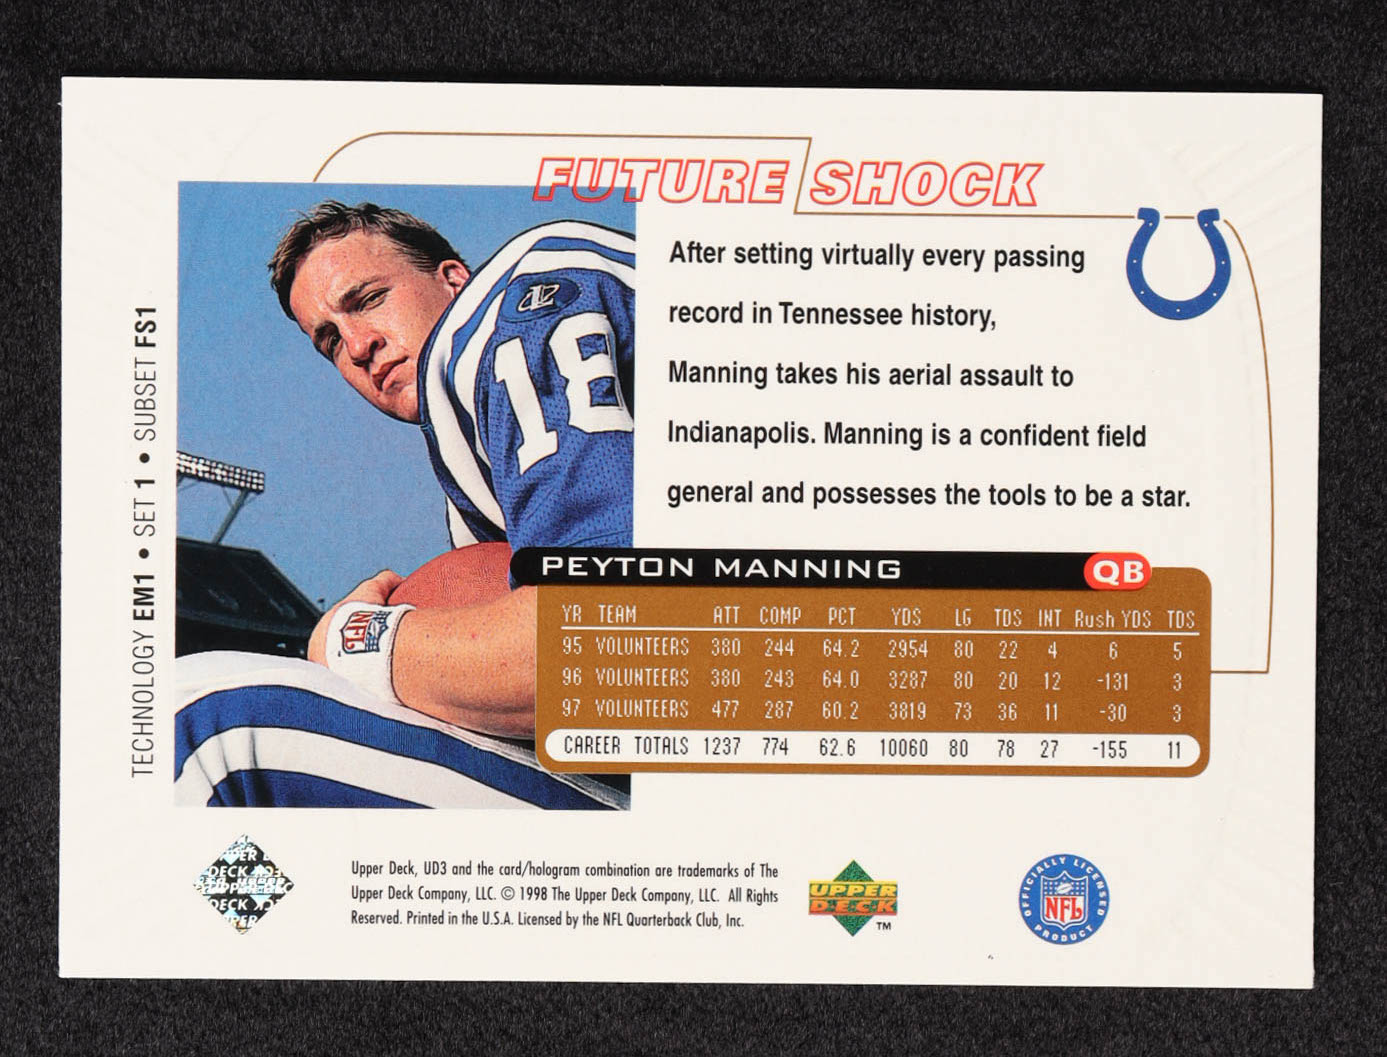 FUTURE SHOCK
After setting virtually every passing
record in Tennessee history,
Manning takes his aerial assault to
Indianapolis. Manning is a confident field
general and possesses the tools to be a star.
TECHNOLOGY EM1 • SET 1 • SUBSET FS1
18
NFL
PEYTON MANNING QB
YR TEAM ATT COMP PCT YDS LG TDS INT Rush YDS TDS
95 VOLUNTEERS 380 244 64.2 2954 80 22 4 6 5
96 VOLUNTEERS 380 243 64.0 3287 80 20 12 -131 3
97 VOLUNTEERS 477 287 60.2 3819 73 36 11 -30 3
CAREER TOTALS 1237 774 62.6 10060 80 78 27 -155 11
Upper Deck, UD3 and the card/hologram combination are trademarks of The
Upper Deck Company, LLC. © 1998 The Upper Deck Company, LLC. All Rights
Reserved. Printed in the U.S.A. Licensed by the NFL Quarterback Club, Inc.
UPPER
DECK
TM
OFFICIALLY LICENSED
NFL
PRODUCT